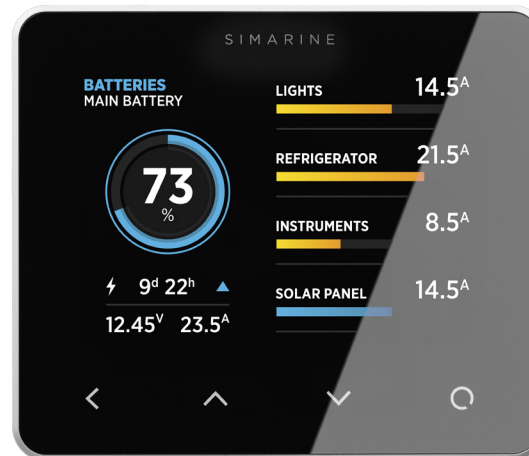 SIMARINE
BATTERIES
MAIN BATTERY
73
%
9d 22h
12.45V 23.5A
LIGHTS 14.5A
REFRIGERATOR 21.5A
INSTRUMENTS 8.5A
SOLAR PANEL 14.5A